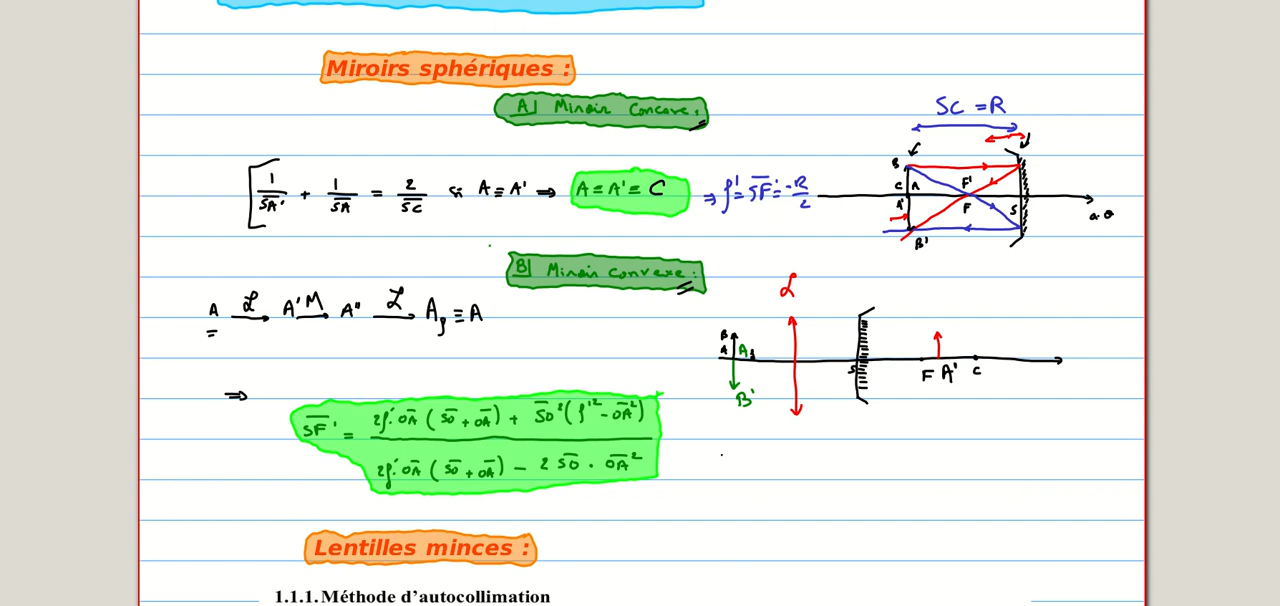 Miroirs sphériques :
A] Miroir Concave :
SC = R
1/SA' + 1/SA = 2/SC si A ≡ A' ⇒ A ≡ A' ≡ C ⇒ f' = SF' = -R/2
B
C A F'
A' F S
a.o
B'
B] Miroir convexe :
L
A L→ A' M→ A" L→ A₁ ≡ A
B
A A₁ S F A' C
B'
⇒ SF' = (2f'.OA (SO + OA) + SO² (f'² - OA²)) / (2f'.OA (SO + OA) - 2 SO . OA²)
Lentilles minces :
1.1.1. Méthode d'autocollimation